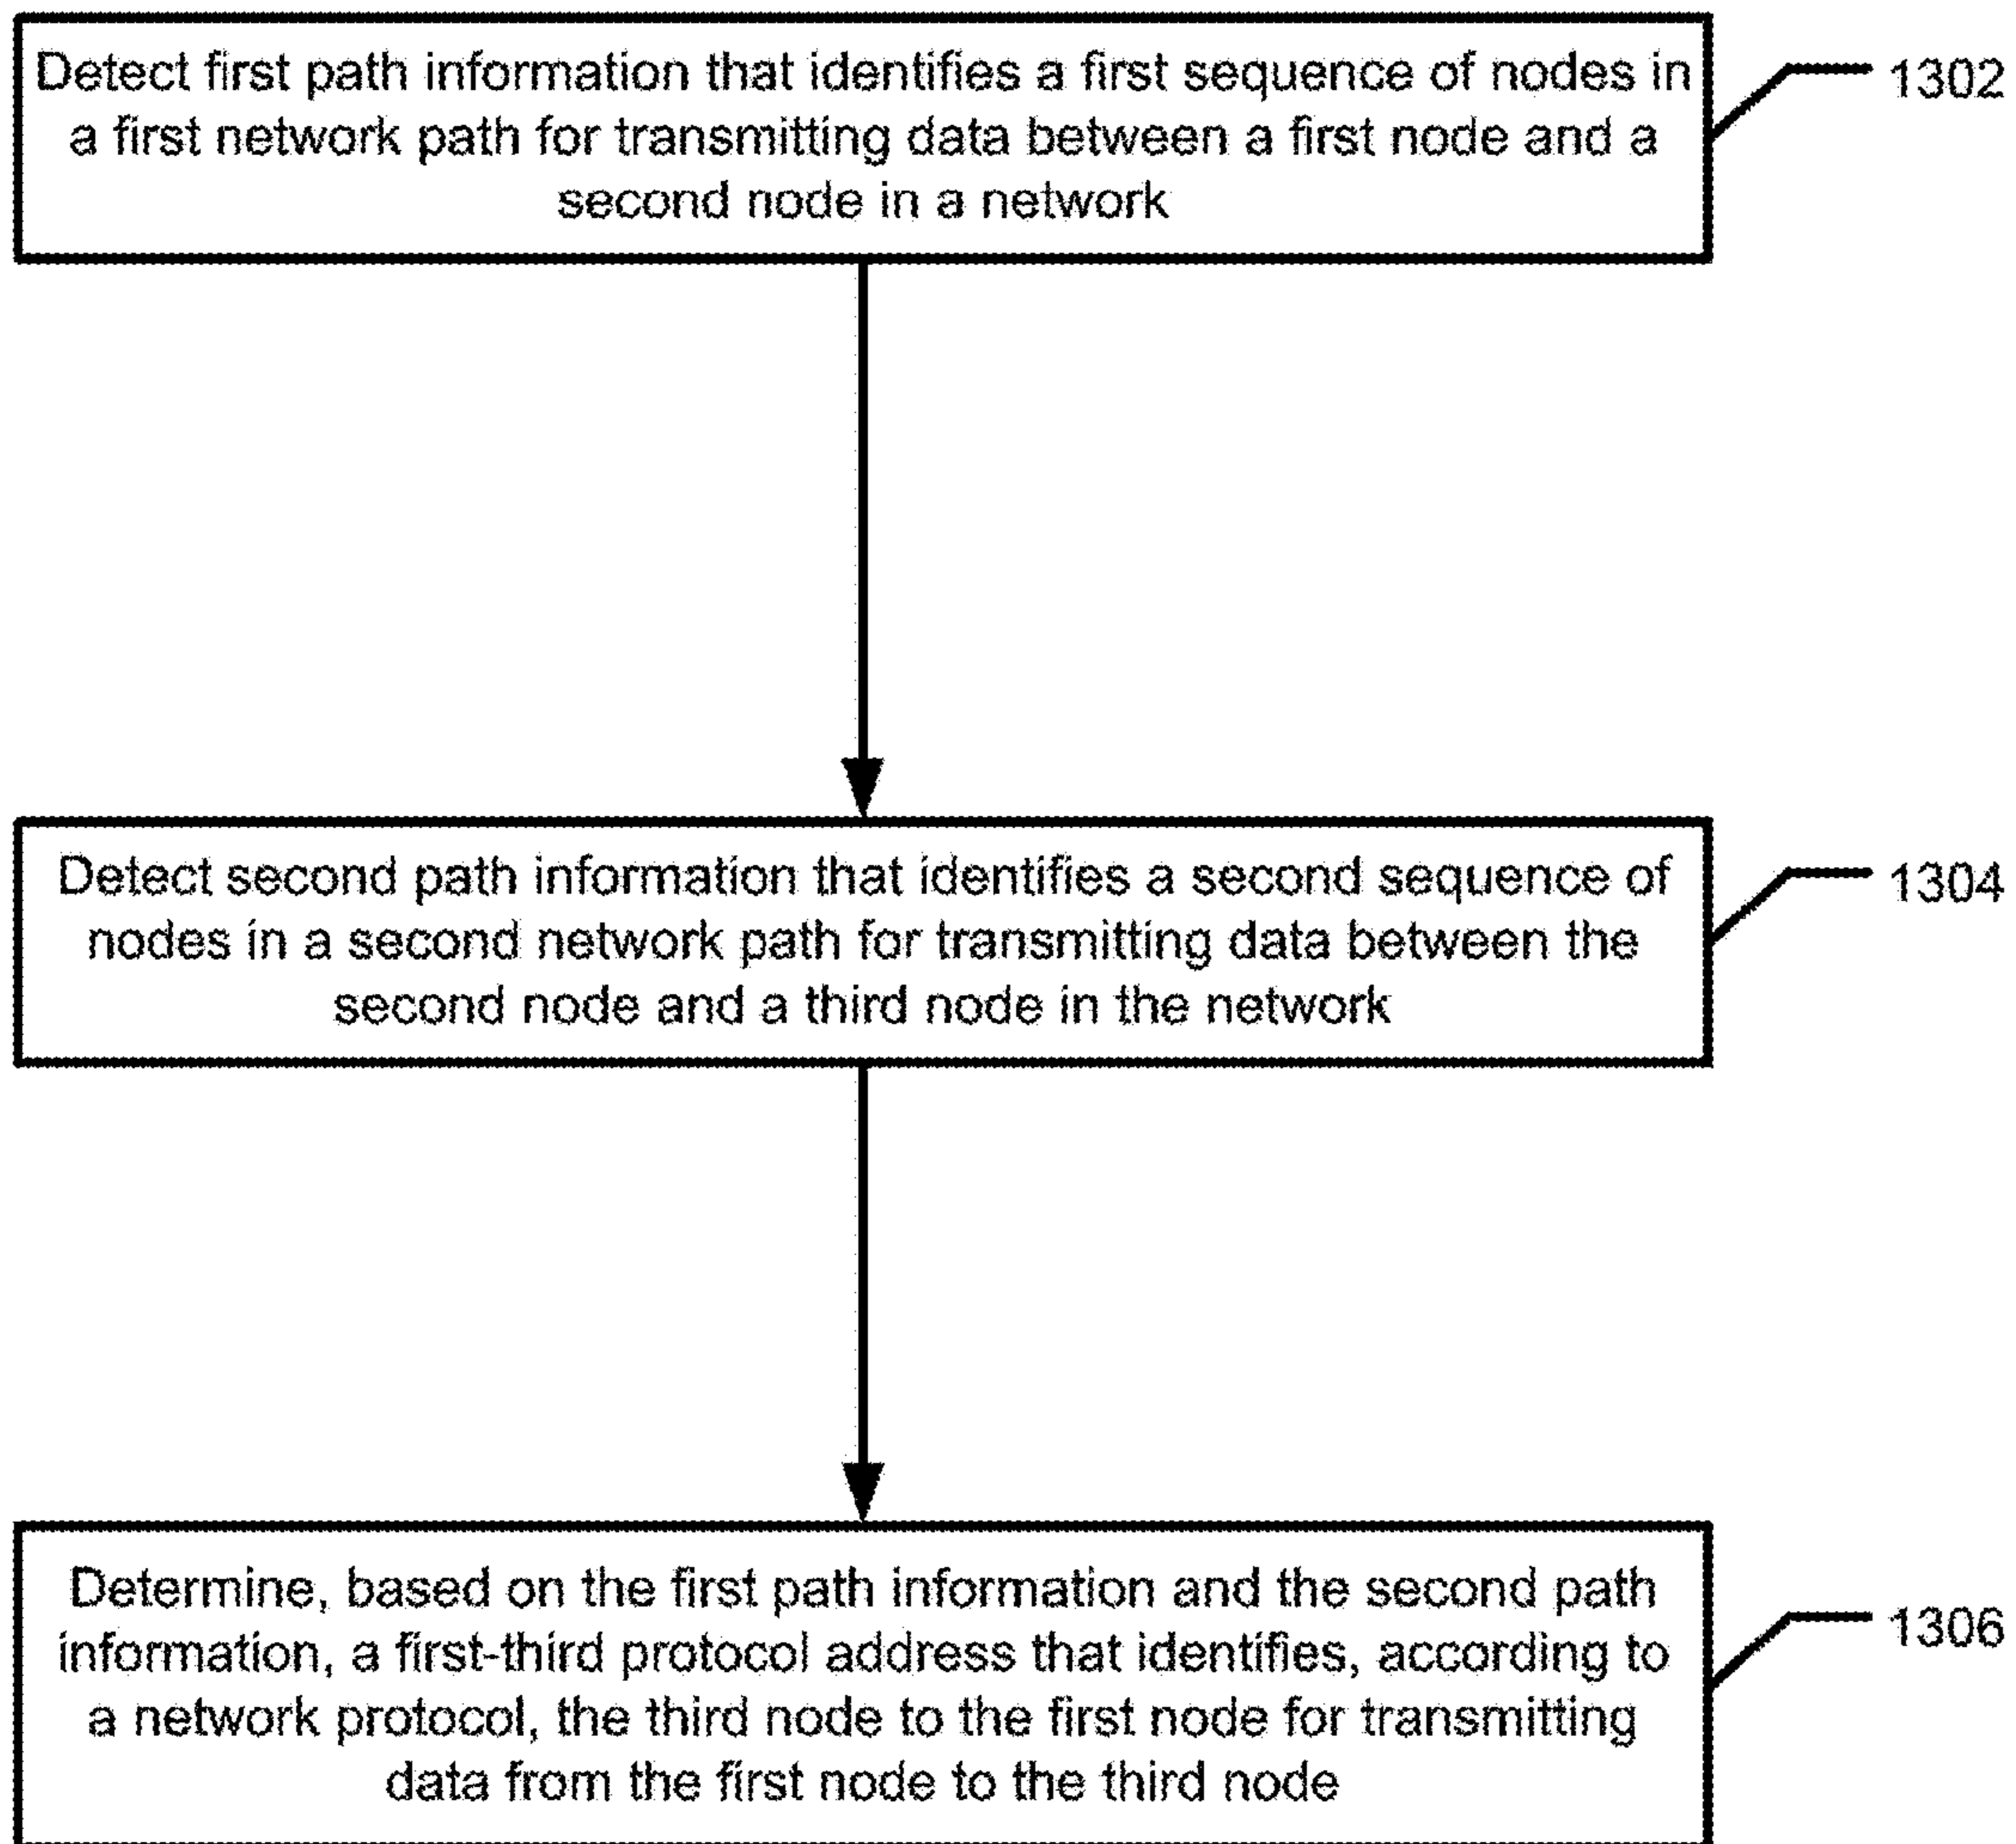 Detect first path information that identifies a first sequence of nodes in
a first network path for transmitting data between a first node and a
second node in a network
1302
Detect second path information that identifies a second sequence of
nodes in a second network path for transmitting data between the
second node and a third node in the network
1304
Determine, based on the first path information and the second path
information, a first-third protocol address that identifies, according to
a network protocol, the third node to the first node for transmitting
data from the first node to the third node
1306